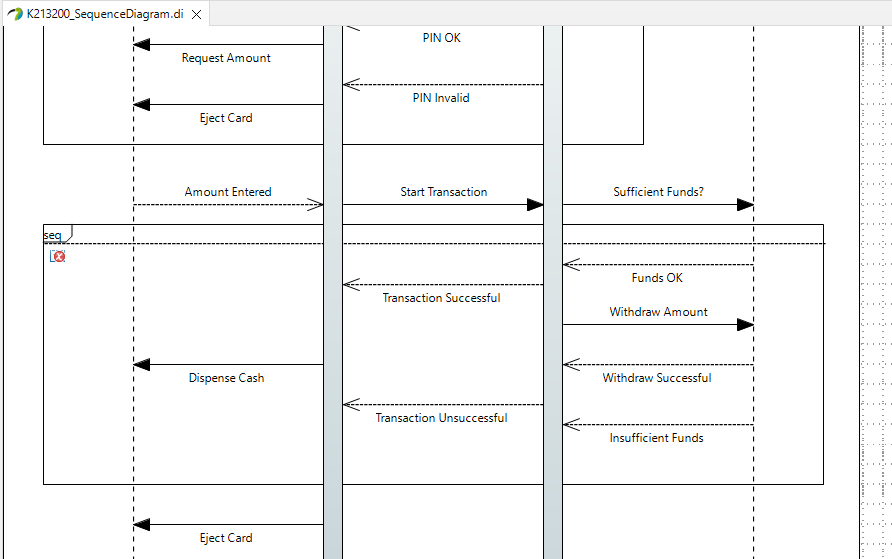 K213200_SequenceDiagram.di
PIN OK
Request Amount
PIN Invalid
Eject Card
Amount Entered
Start Transaction
Sufficient Funds?
seq
Funds OK
Transaction Successful
Withdraw Amount
Dispense Cash
Withdraw Successful
Transaction Unsuccessful
Insufficient Funds
Eject Card